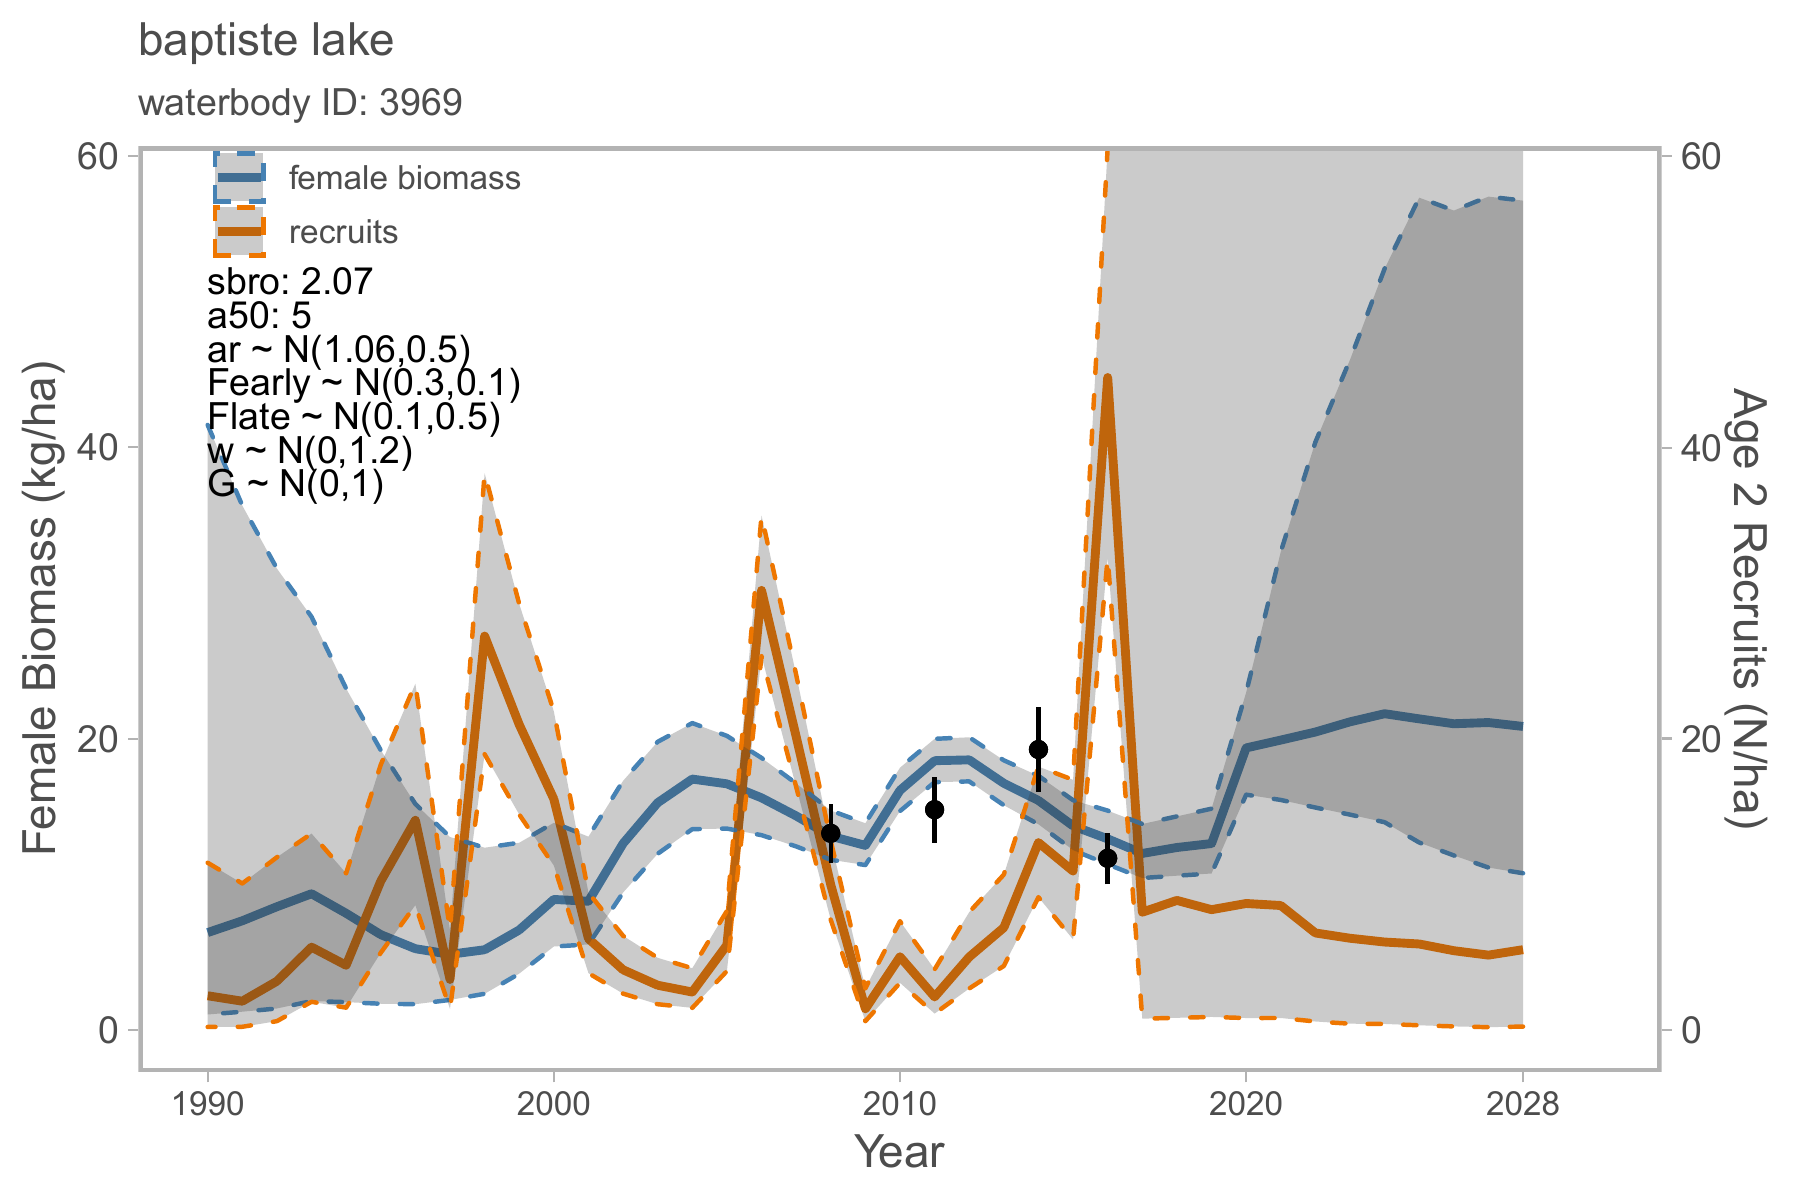 baptiste lake
waterbody ID: 3969
female biomass
recruits
sbro: 2.07
a50: 5
ar ~ N(1.06,0.5)
Fearly ~ N(0.3,0.1)
Flate ~ N(0.1,0.5)
w ~ N(0,1.2)
G ~ N(0,1)
Female Biomass (kg/ha)
60
40
20
0
60
40
20
0
Age 2 Recruits (N/ha)
1990 2000 2010 2020 2028
Year